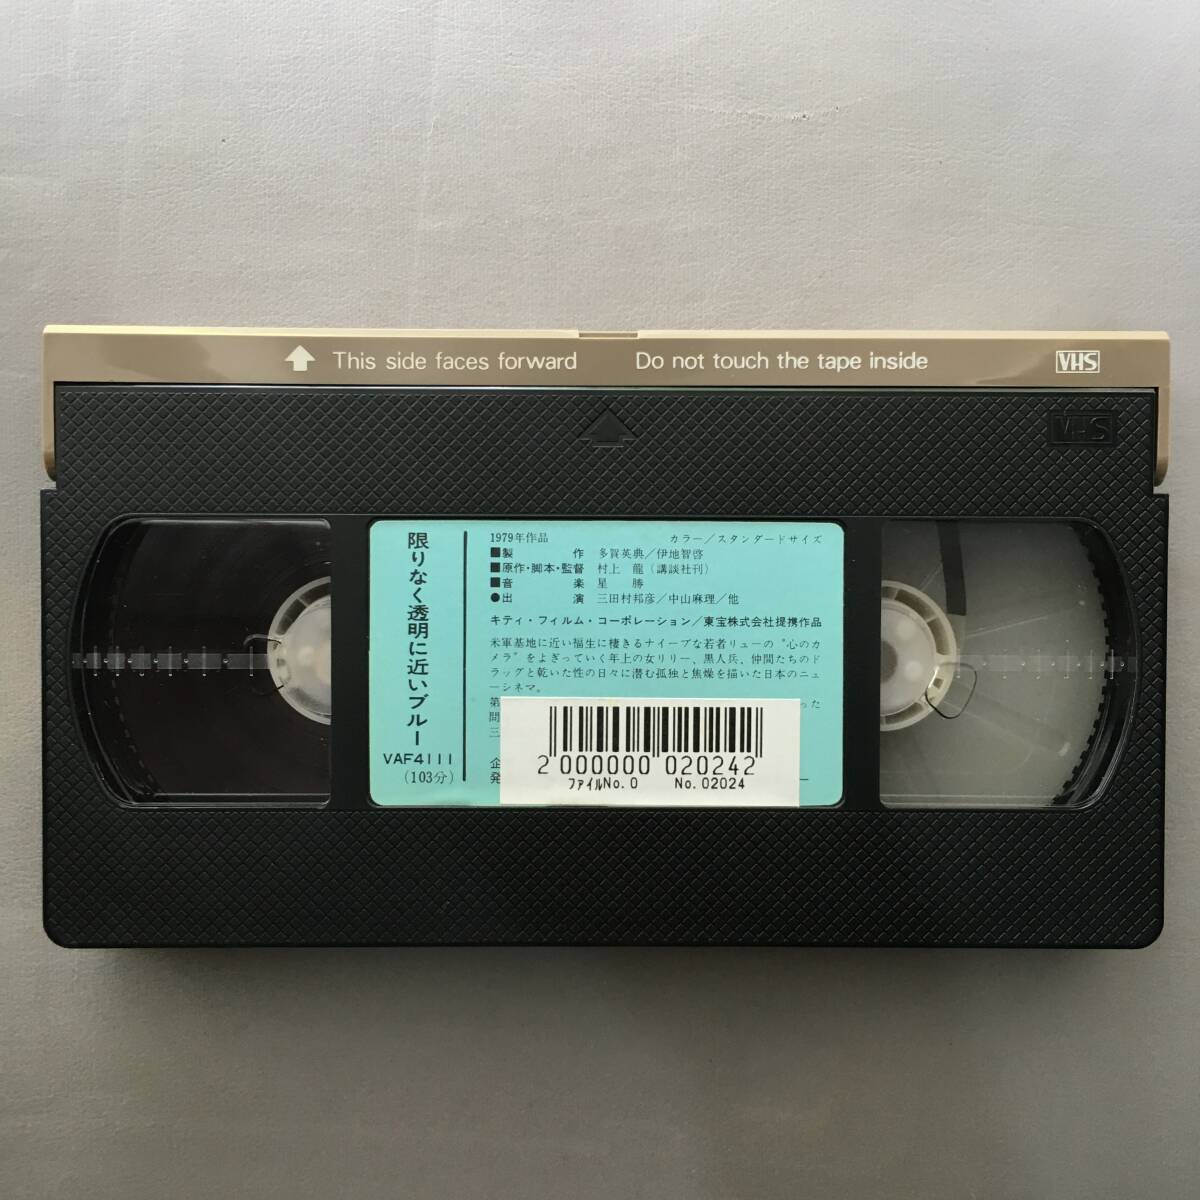 This side faces forward Do not touch the tape inside VHS
VHS
限りなく透明に近いブルー
VAF4111
(103分)
1979年作品 カラー／スタンダードサイズ
■製作 多賀英典／伊地智啓
■原作・脚本・監督 村上 龍(講談社刊)
■音楽 星 勝
●出演 三田村邦彦／中山麻理／他
キティ・フィルム・コーポレーション／東宝株式会社提携作品
米軍基地に近い福生に棲きるナイーブな若者リューの“心のカ
メラ”をよぎっていく年上の女リリー、黒人兵、仲間たちのド
ラッグと乾いた性の日々に潜む孤独と焦燥を描いた日本のニュ
ーシネマ。
第 った
問
三
企
発
2 000000 020242
ファイルNo. 0 No. 02024